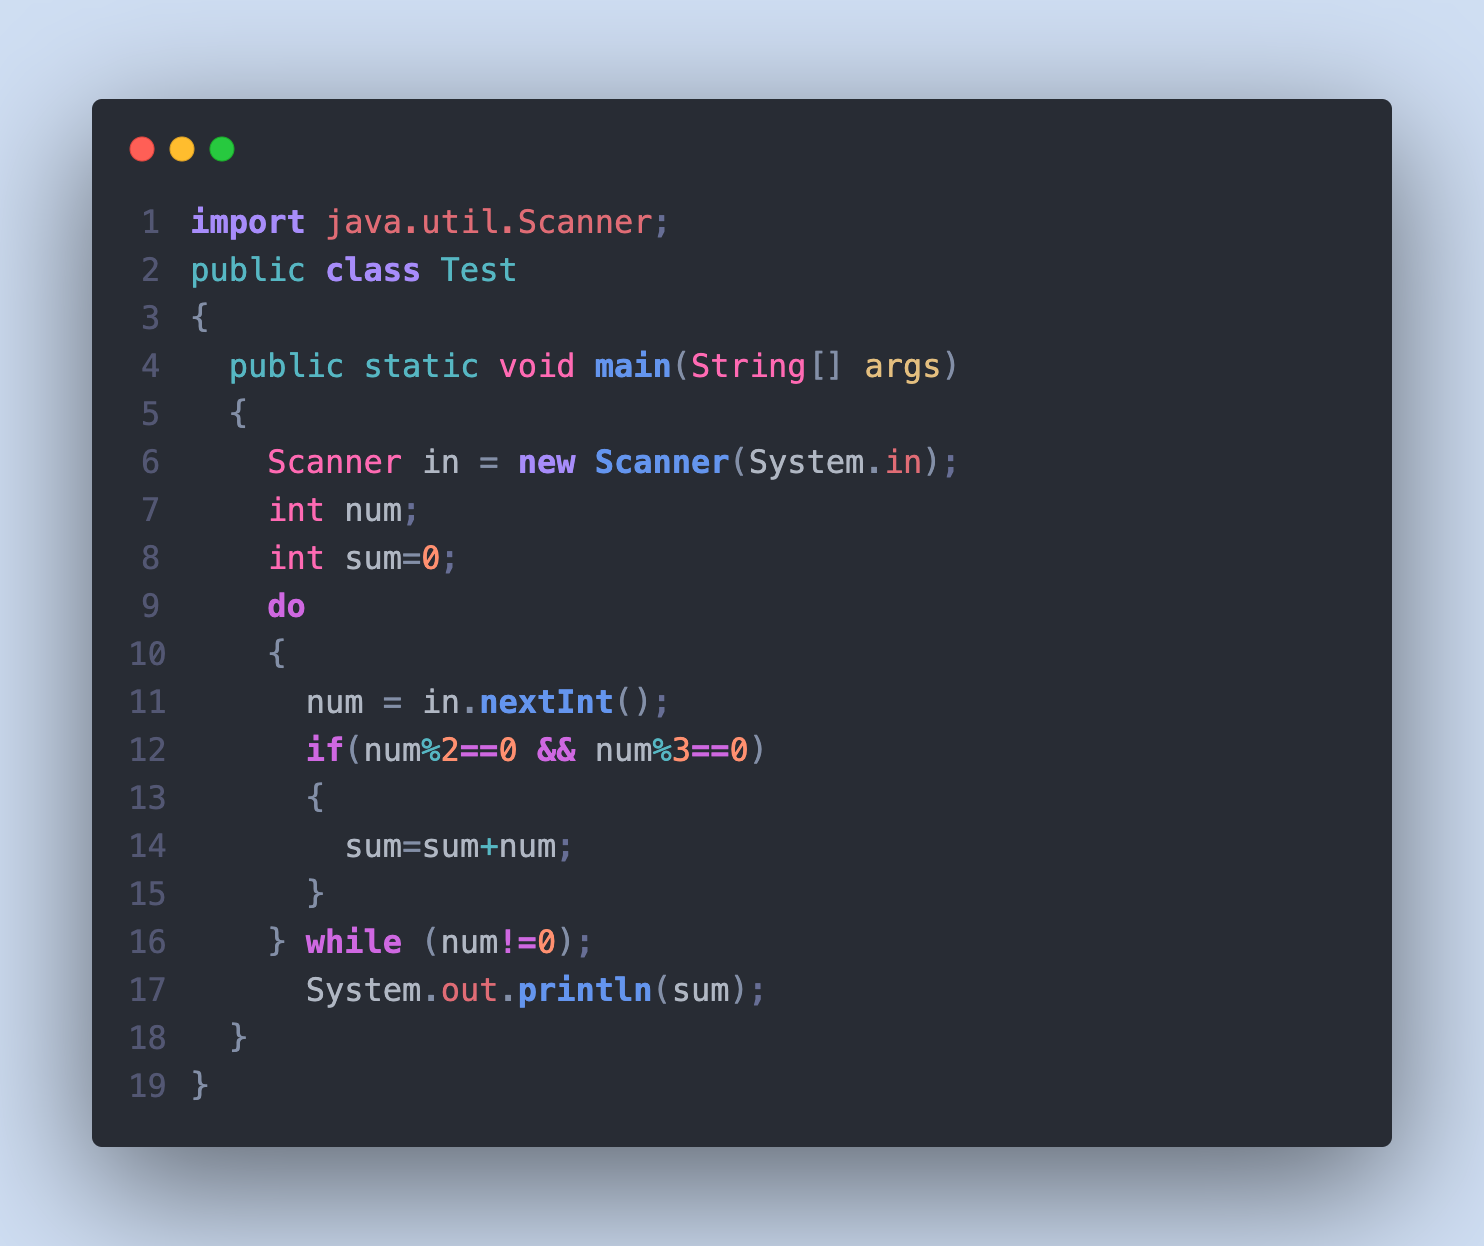 1 import java.util.Scanner;
2 public class Test
3 {
4   public static void main(String[] args)
5   {
6     Scanner in = new Scanner(System.in);
7     int num;
8     int sum=0;
9     do
10     {
11       num = in.nextInt();
12       if(num%2==0 && num%3==0)
13       {
14         sum=sum+num;
15       }
16     } while (num!=0);
17       System.out.println(sum);
18   }
19 }